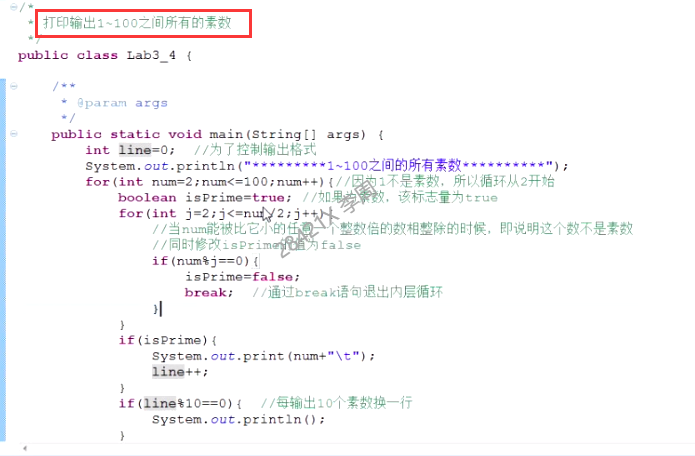 /*
* 打印输出1~100之间所有的素数
*/
public class Lab3_4 {
/**
* @param args
*/
public static void main(String[] args) {
int line=0; //为了控制输出格式
System.out.println("*********1~100之间的所有素数**********");
for(int num=2;num<=100;num++){//因为1不是素数，所以循环从2开始
boolean isPrime=true; //如果为素数，该标志量为true
for(int j=2;j<=num/2;j++)
//当num能被比它小的任意一个整数倍的数相整除的时候，即说明这个数不是素数
//同时修改isPrime的值为false
if(num%j==0){
isPrime=false;
break; //通过break语句退出内层循环
}
}
if(isPrime){
System.out.print(num+"\t");
line++;
}
if(line%10==0){ //每输出10个素数换一行
System.out.println();
}